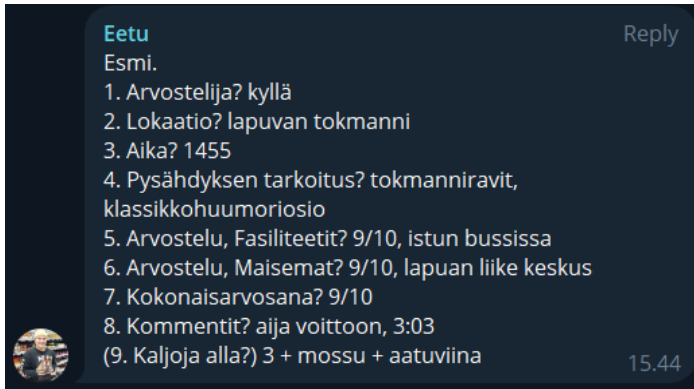 Eetu Reply
Esmi.
1. Arvostelija? kyllä
2. Lokaatio? lapuvan tokmanni
3. Aika? 1455
4. Pysähdyksen tarkoitus? tokmanniravit,
klassikkohuumoriosio
5. Arvostelu, Fasiliteetit? 9/10, istun bussissa
6. Arvostelu, Maisemat? 9/10, lapuan liike keskus
7. Kokonaisarvosana? 9/10
8. Kommentit? aija voittoon, 3:03
(9. Kaljoja alla?) 3 + mossu + aatuviina
15.44